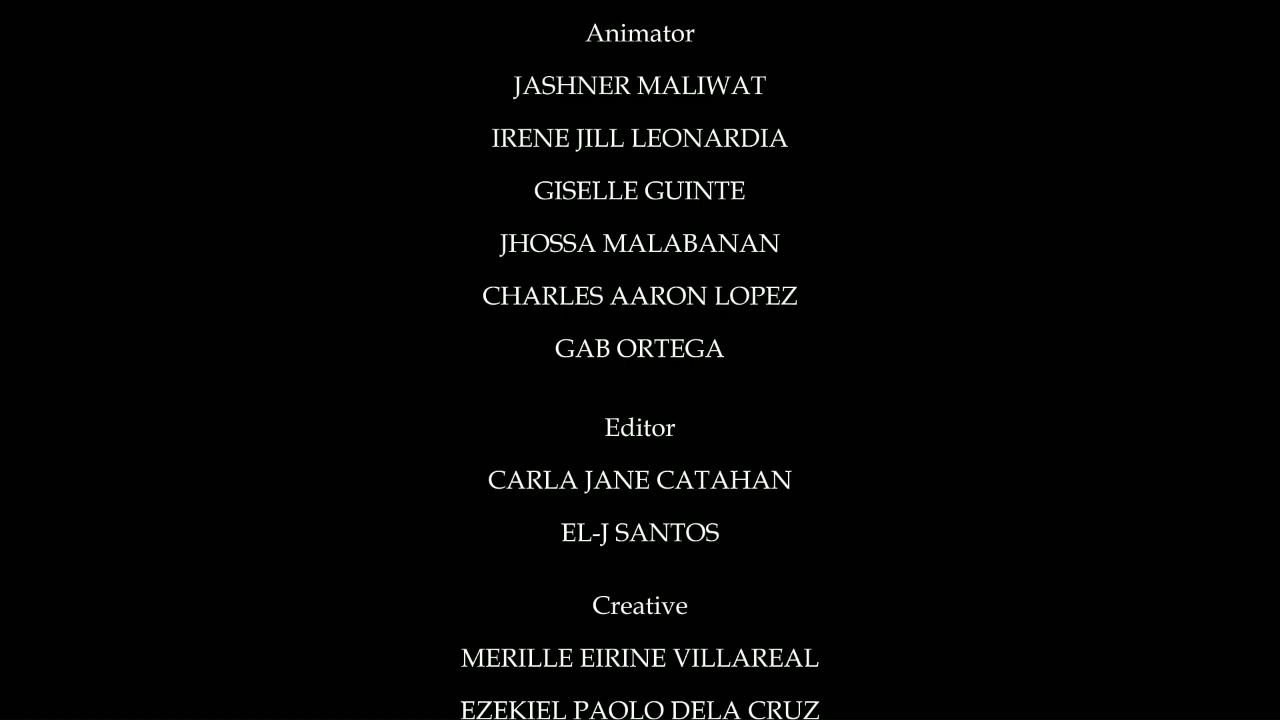 Animator
JASHNER MALIWAT
IRENE JILL LEONARDIA
GISELLE GUINTE
JHOSSA MALABANAN
CHARLES AARON LOPEZ
GAB ORTEGA
Editor
CARLA JANE CATAHAN
EL-J SANTOS
Creative
MERILLE EIRINE VILLAREAL
EZEKIEL PAOLO DELA CRUZ